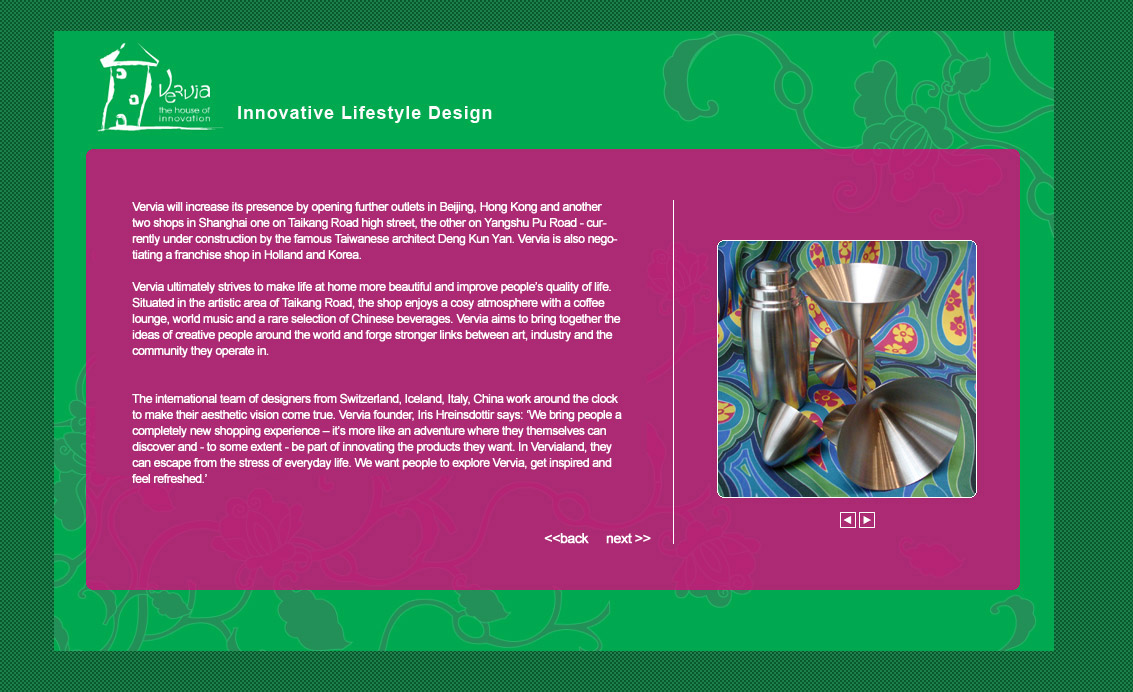 Vervia
the house of
innovation
Innovative Lifestyle Design
Vervia will increase its presence by opening further outlets in Beijing, Hong Kong and another
two shops in Shanghai one on Taikang Road high street, the other on Yangshu Pu Road - cur-
rently under construction by the famous Taiwanese architect Deng Kun Yan. Vervia is also nego-
tiating a franchise shop in Holland and Korea.
Vervia ultimately strives to make life at home more beautiful and improve people's quality of life.
Situated in the artistic area of Taikang Road, the shop enjoys a cosy atmosphere with a coffee
lounge, world music and a rare selection of Chinese beverages. Vervia aims to bring together the
ideas of creative people around the world and forge stronger links between art, industry and the
community they operate in.
The international team of designers from Switzerland, Iceland, Italy, China work around the clock
to make their aesthetic vision come true. Vervia founder, Iris Hreinsdottir says: ‘We bring people a
completely new shopping experience – it’s more like an adventure where they themselves can
discover and - to some extent - be part of innovating the products they want. In Vervialand, they
can escape from the stress of everyday life. We want people to explore Vervia, get inspired and
feel refreshed.’
<<back next >>